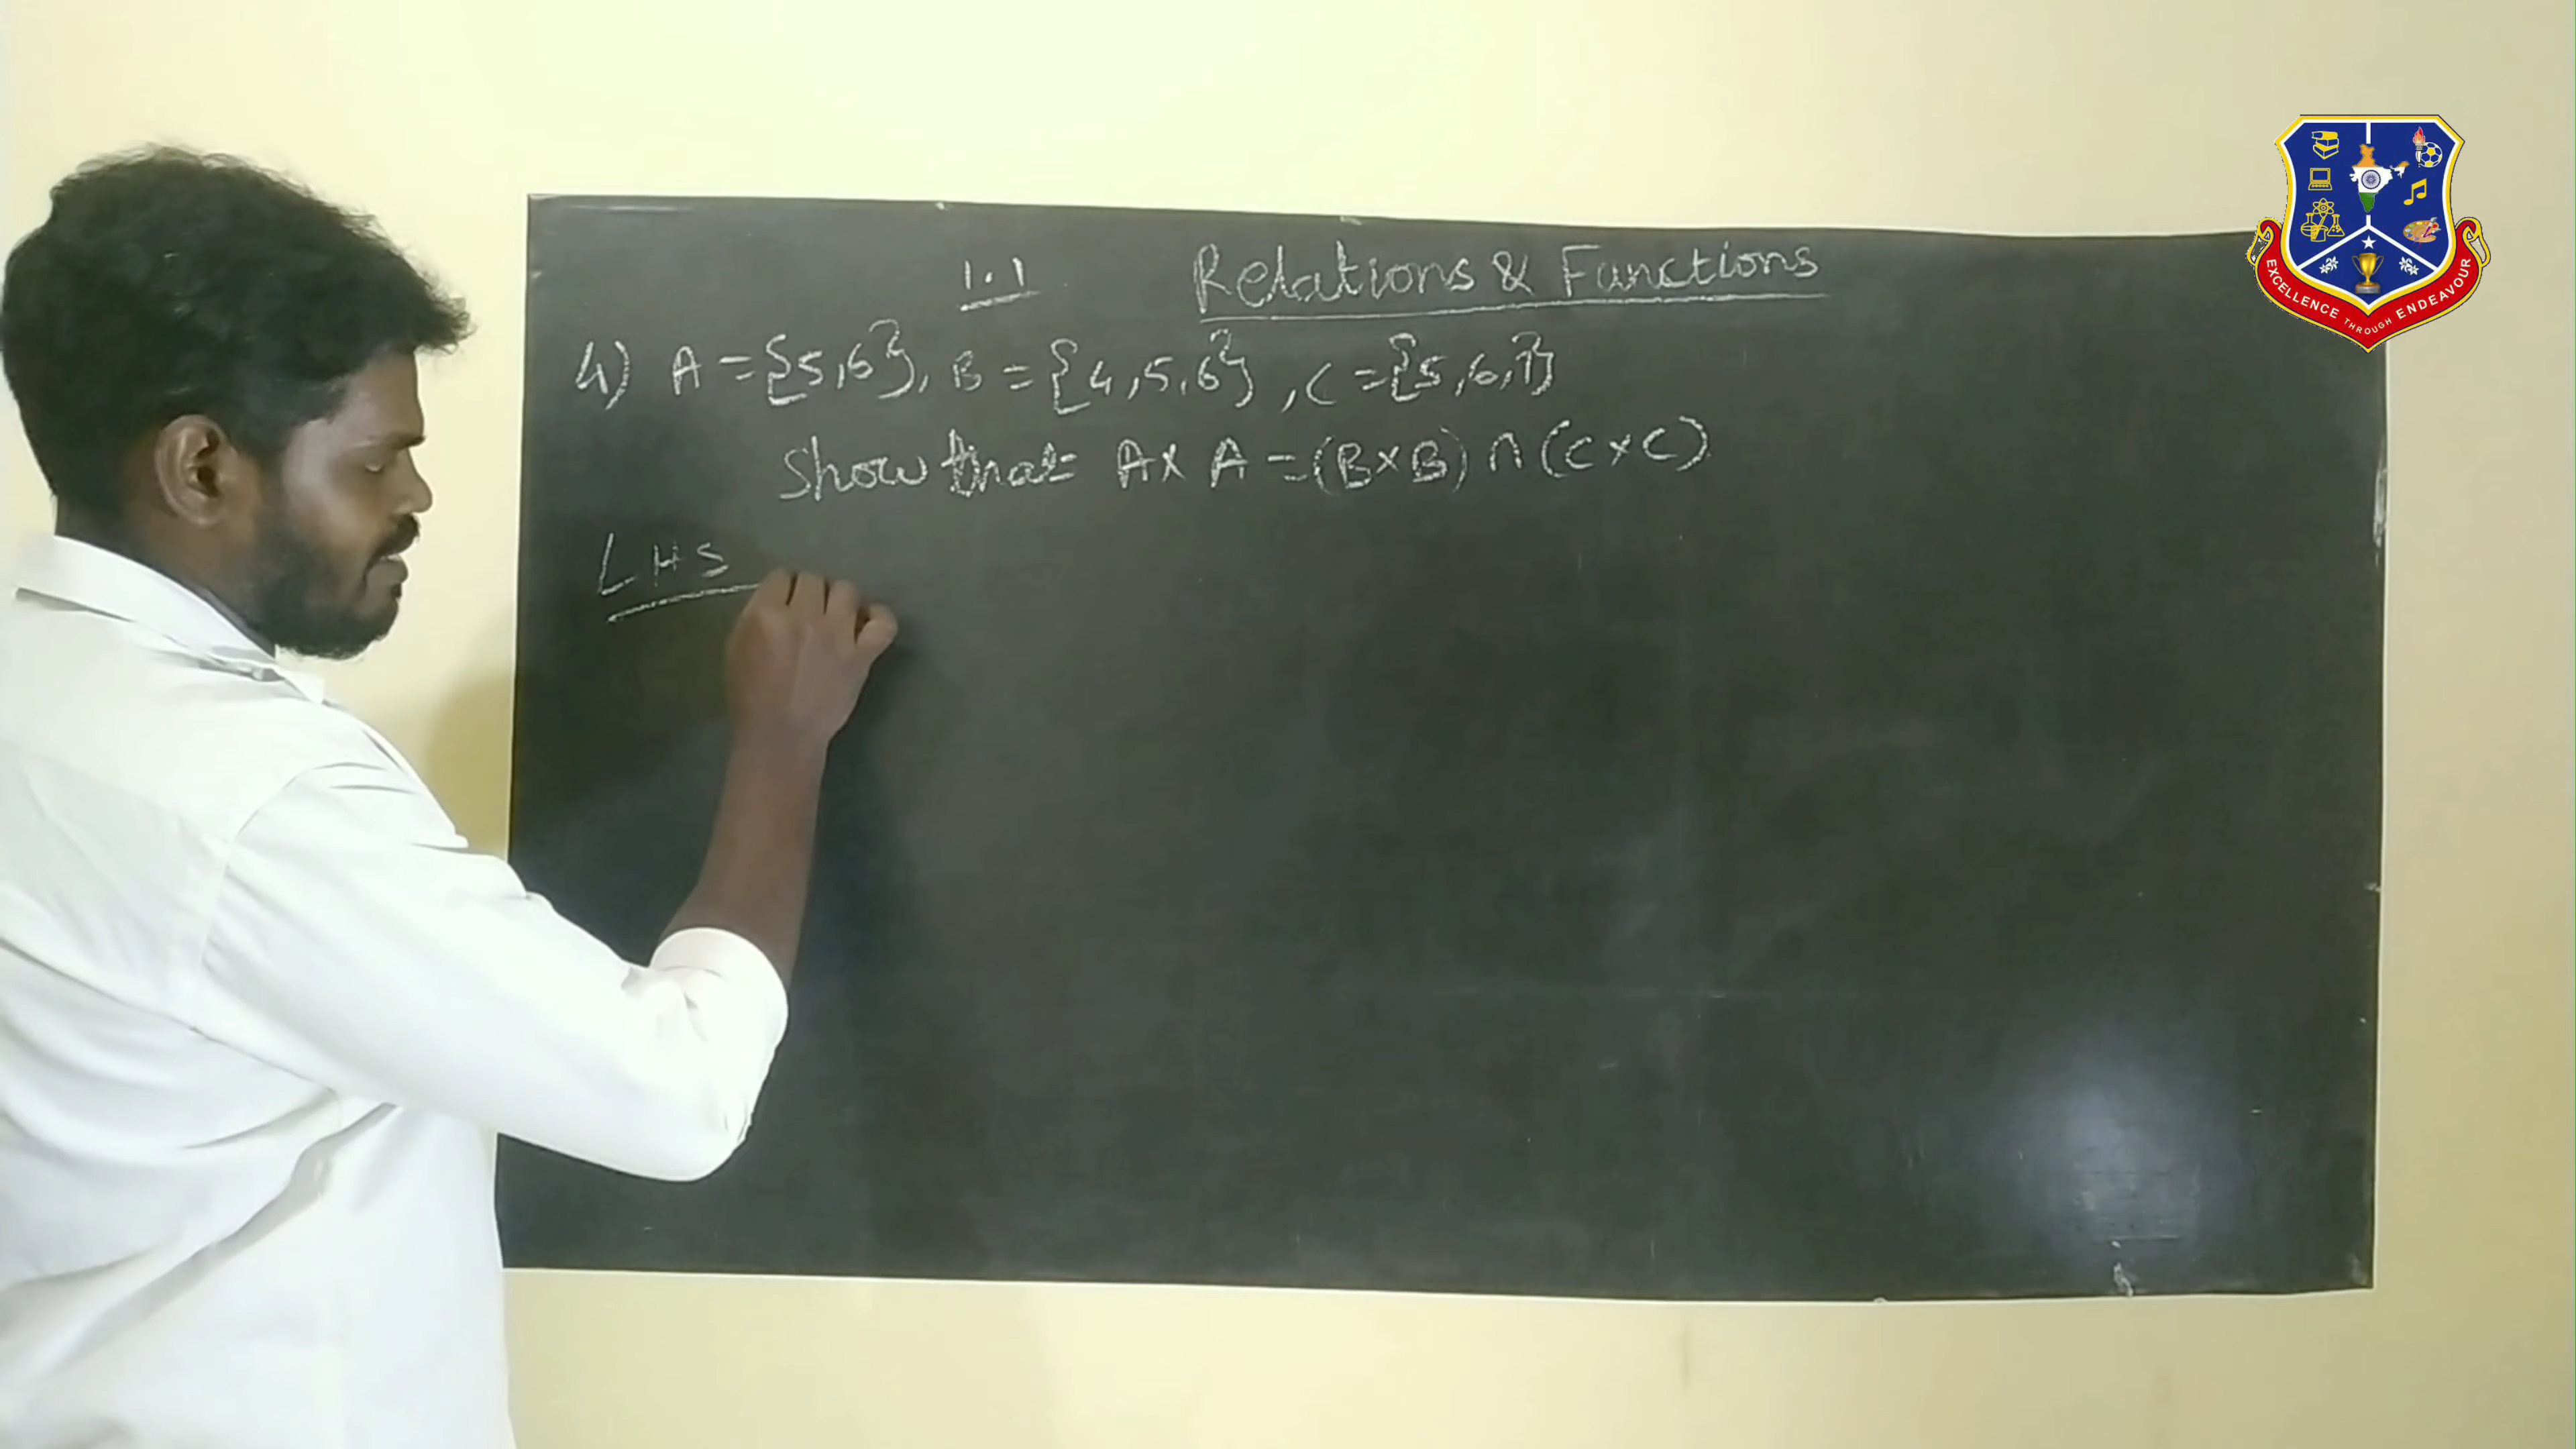 1.1 Relations & Functions
4) A = {5,6}, B = {4,5,6}, C = {5,6,7}
Show that A× A = (B×B) ∩ (C×C)
LHS
EXCELLENCE THROUGH ENDEAVOUR